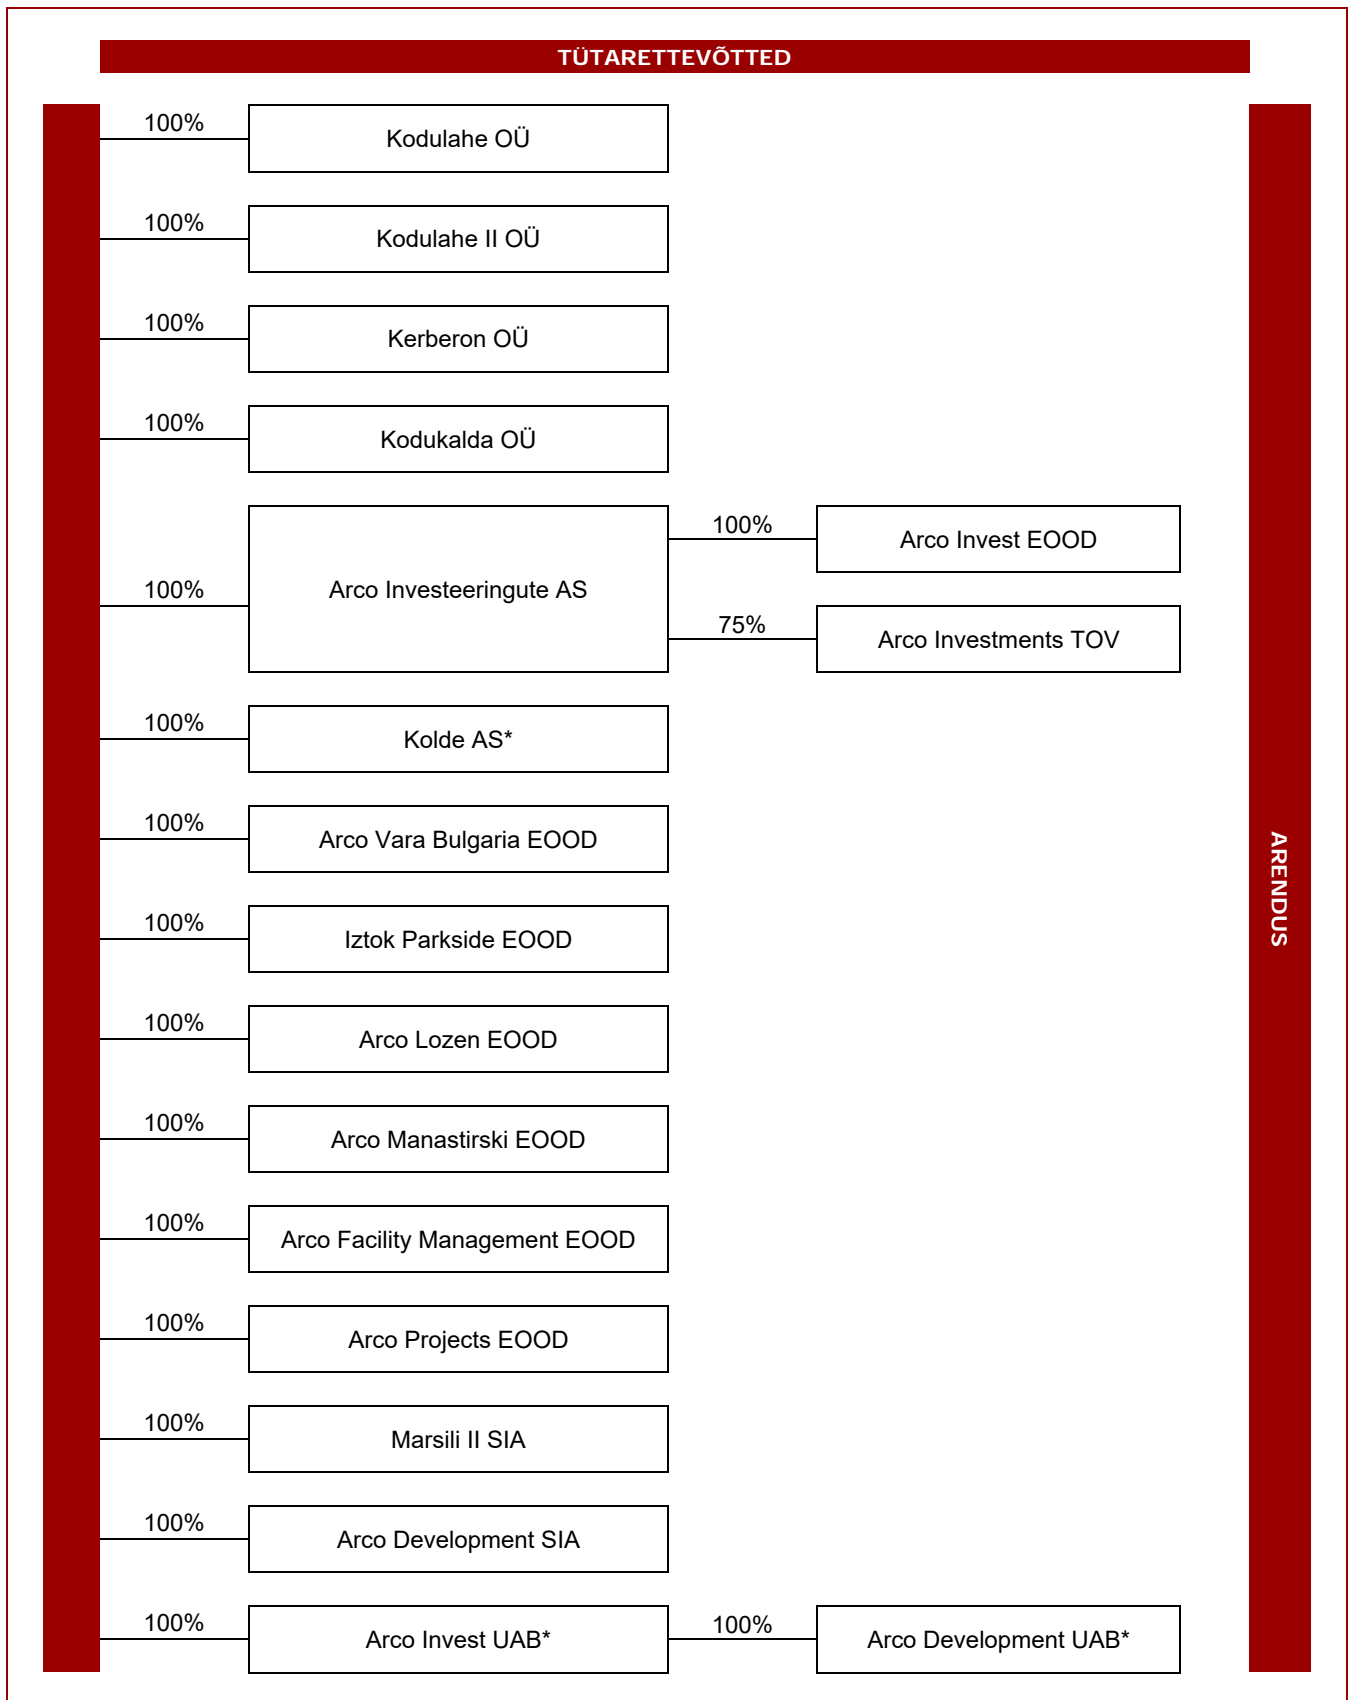 TÜTARETTEVÕTTED
100%
Kodulahe OÜ
100%
Kodulahe II OÜ
100%
Kerberon OÜ
100%
Kodukalda OÜ
100%
Arco Investeeringute AS
100%
Arco Invest EOOD
75%
Arco Investments TOV
100%
Kolde AS*
100%
Arco Vara Bulgaria EOOD
100%
Iztok Parkside EOOD
100%
Arco Lozen EOOD
100%
Arco Manastirski EOOD
100%
Arco Facility Management EOOD
100%
Arco Projects EOOD
100%
Marsili II SIA
100%
Arco Development SIA
100%
Arco Invest UAB*
100%
Arco Development UAB*
ARENDUS